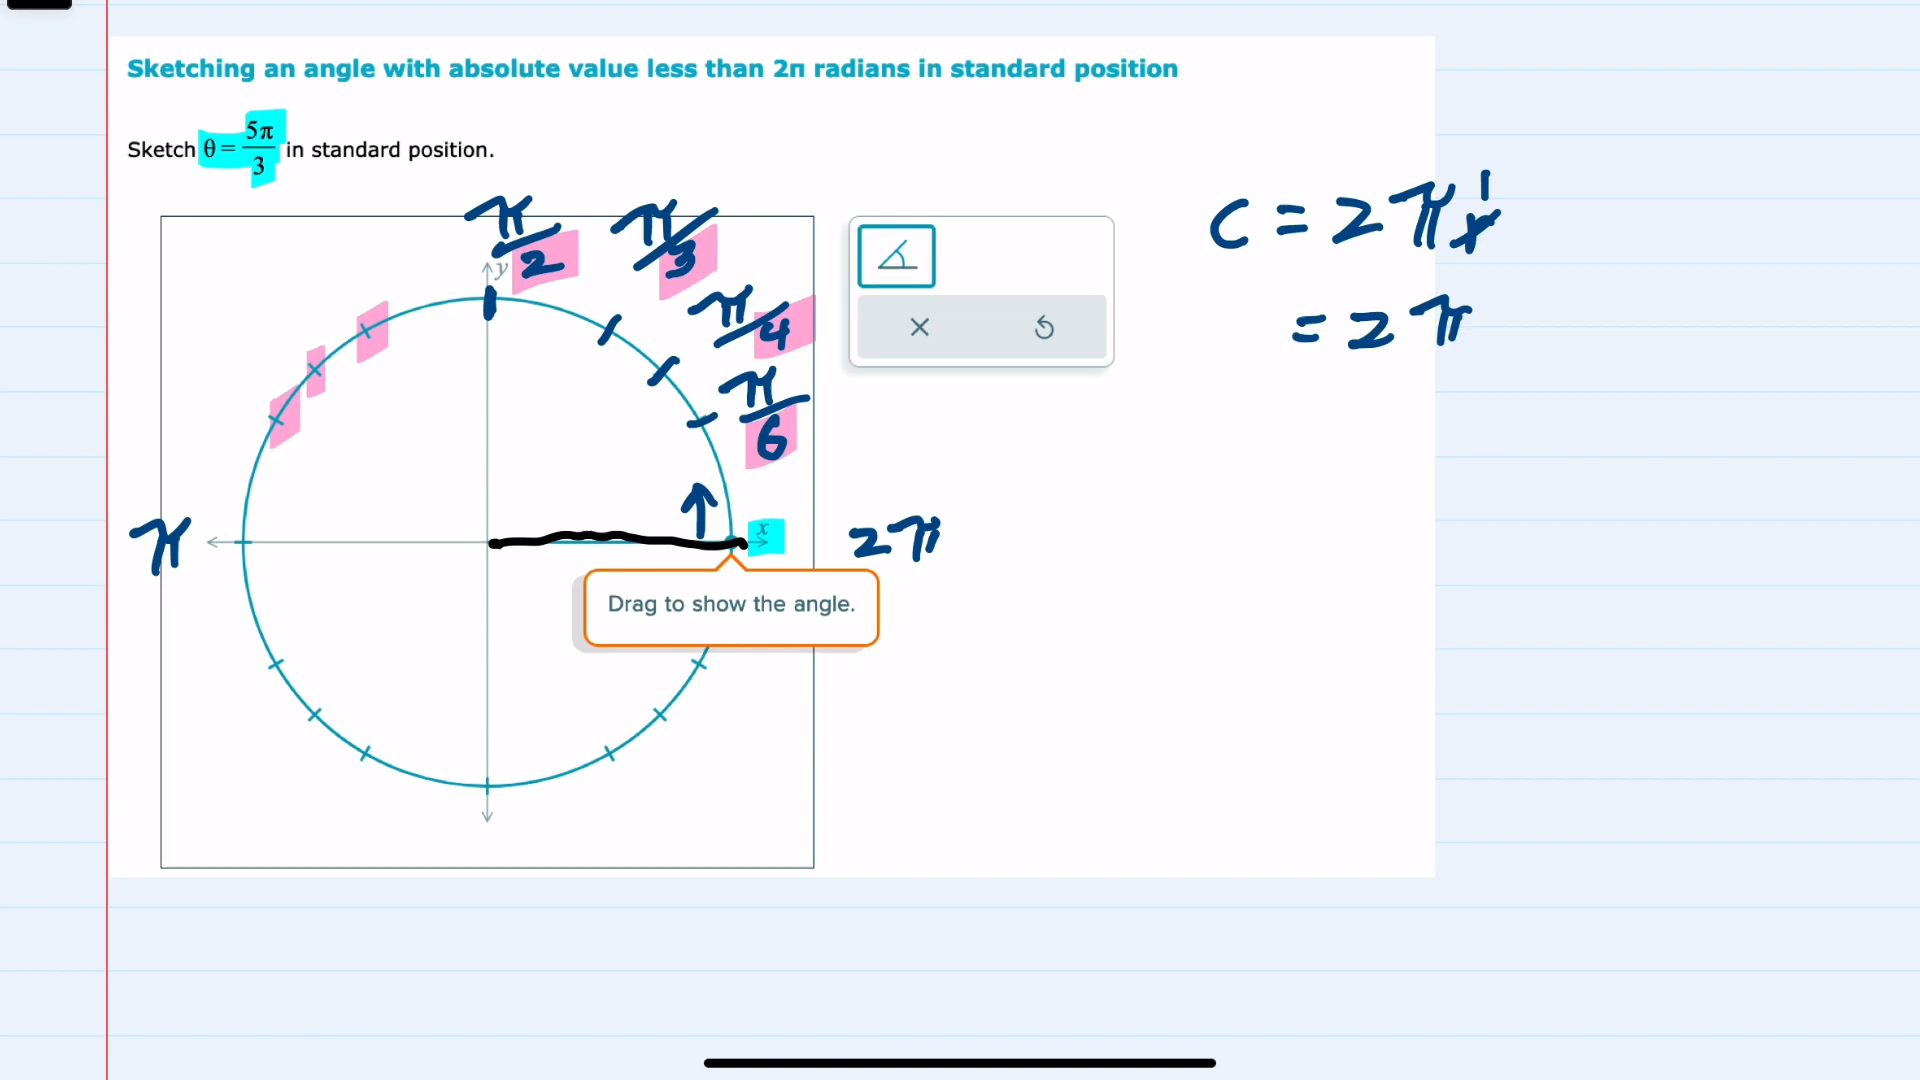 Sketching an angle with absolute value less than 2π radians in standard position
Sketch θ = 5π/3 in standard position.
π/2
π/3
π/4
π/6
y
x
π
2π
Drag to show the angle.
C = 2πr 1
= 2π